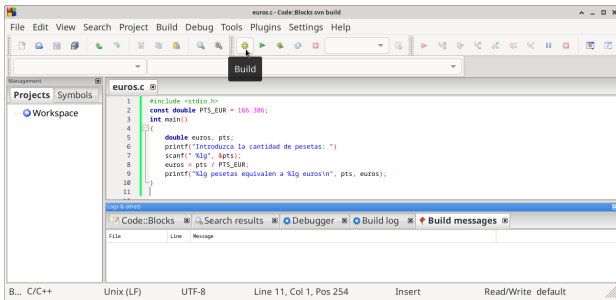 euros.c - Code::Blocks svn build
File Edit View Search Project Build Debug Tools Plugins Settings Help
Build
Management
Projects Symbols
Workspace
euros.c
1 #include <stdio.h>
2 const double PTS_EUR = 166.386;
3 int main()
4 {
5 double euros, pts;
6 printf("Introduzca la cantidad de pesetas: ")
7 scanf(" %lg", &pts);
8 euros = pts / PTS_EUR;
9 printf("%lg pesetas equivalen a %lg euros\n", pts, euros);
10 }
11
Logs & others
Code::Blocks Search results Debugger Build log Build messages
File Line Message
B... C/C++ Unix (LF) UTF-8 Line 11, Col 1, Pos 254 Insert Read/Write default